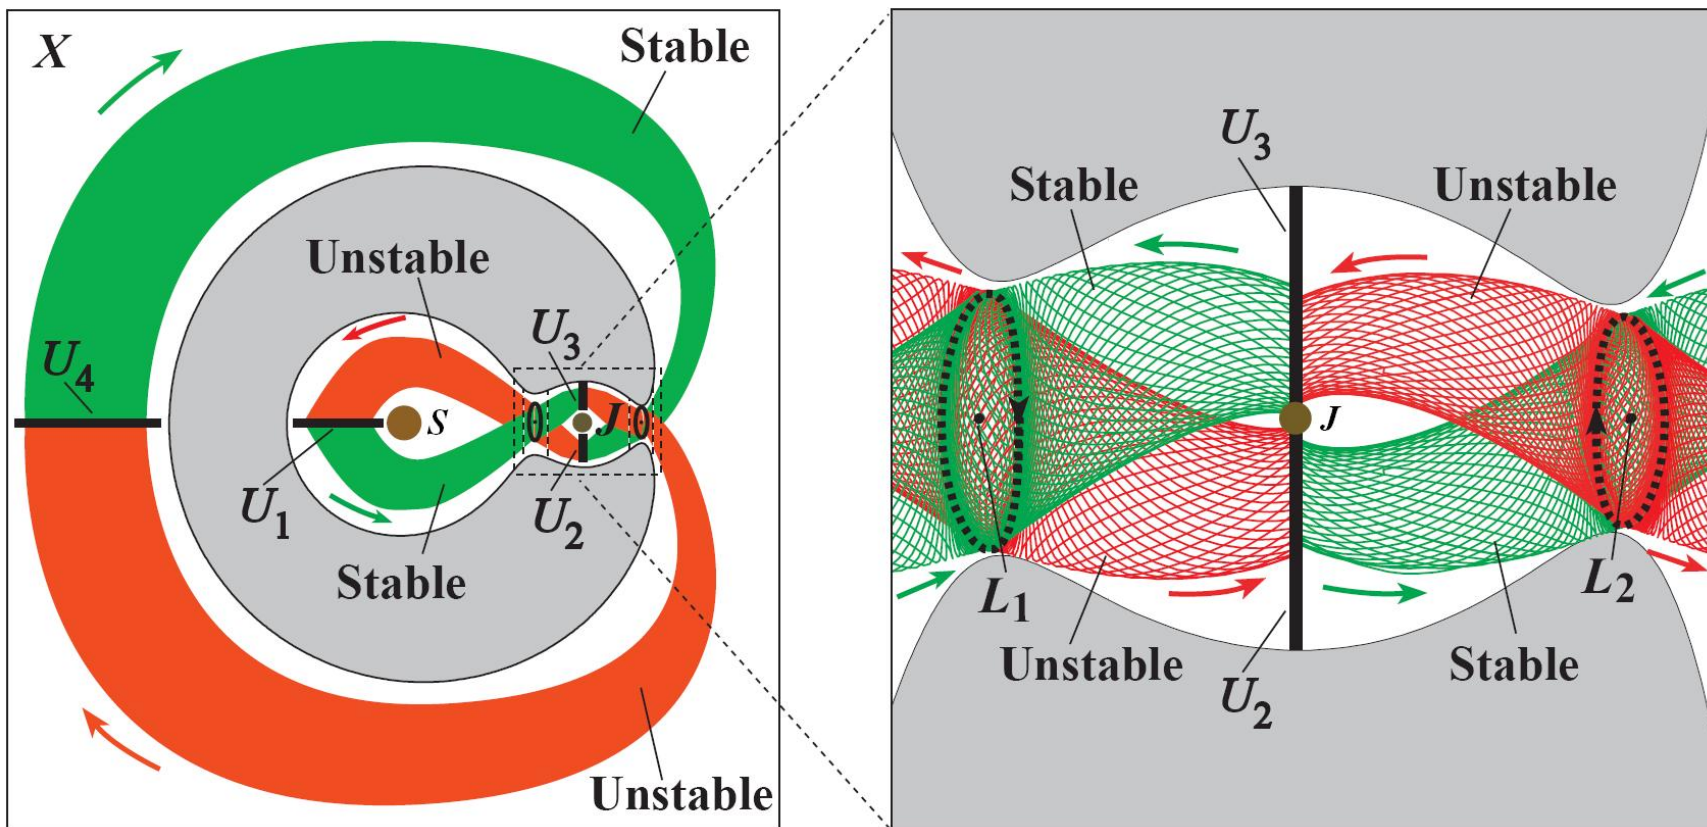 X
Stable
Unstable
U4
U3
S
J
U1
U2
Stable
Unstable
U3
Stable
Unstable
J
L1
L2
Unstable
Stable
U2